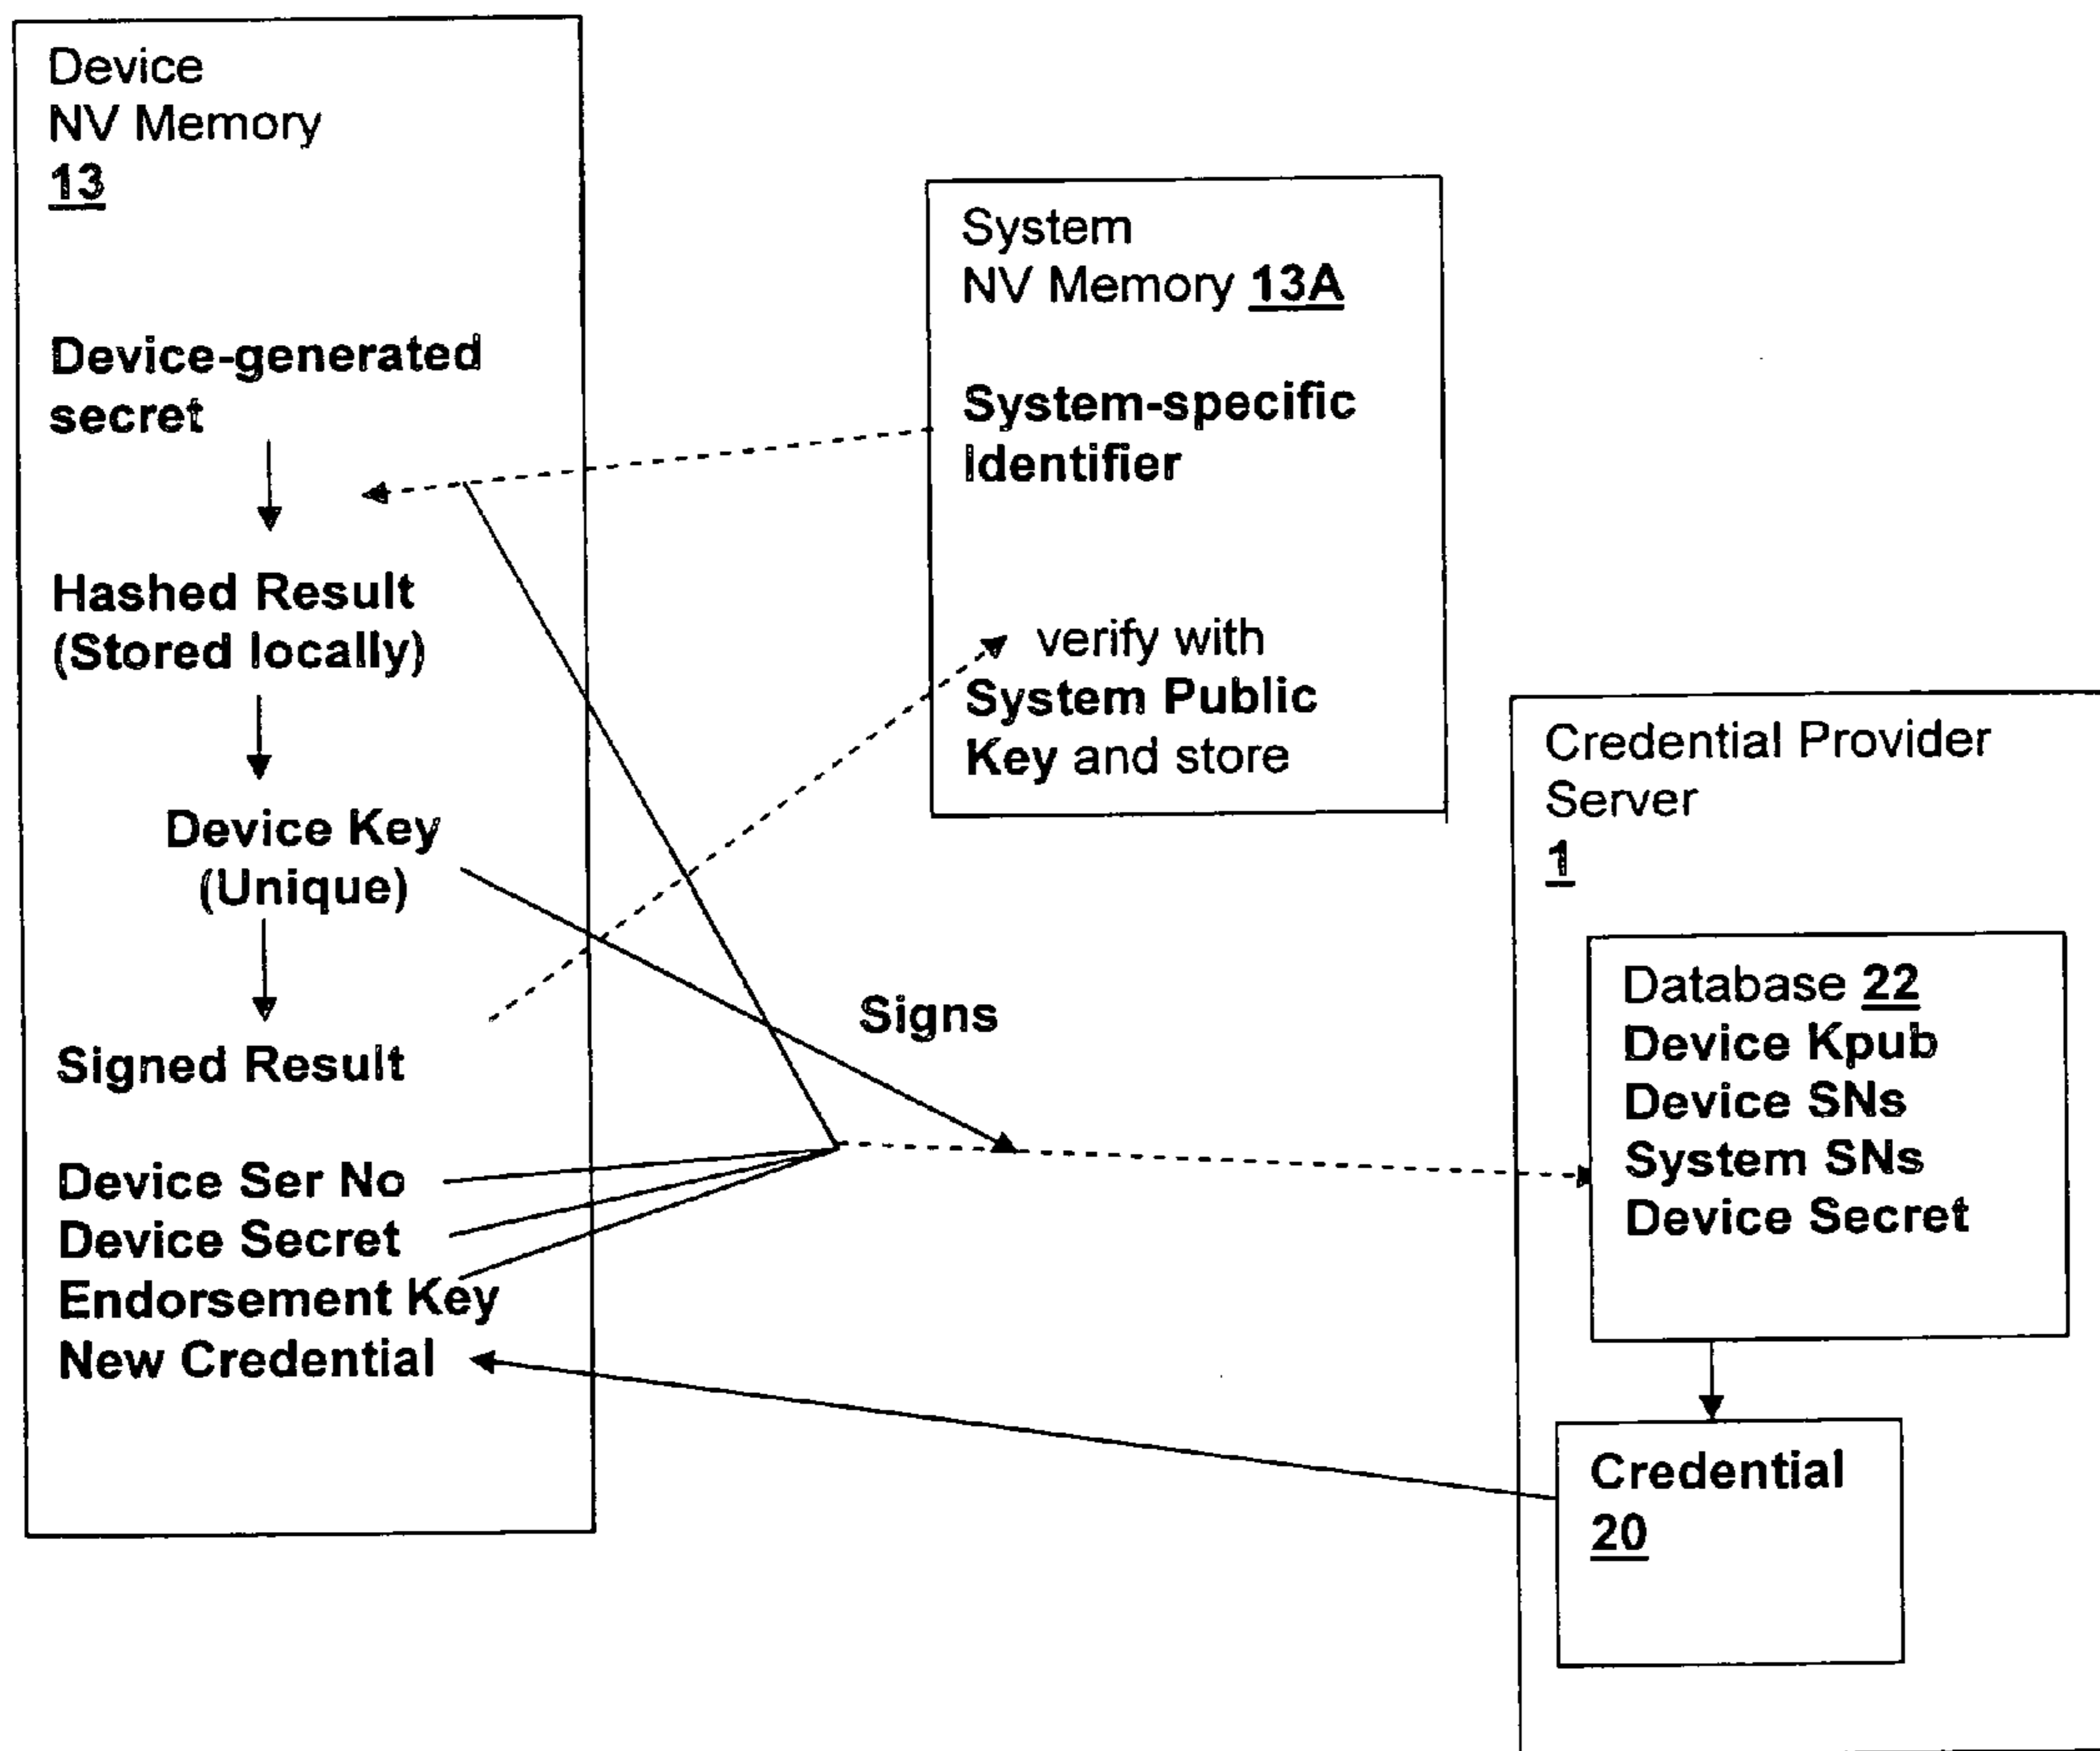 Device
NV Memory
13
Device-generated
secret
Hashed Result
(Stored locally)
Device Key
(Unique)
Signed Result
Device Ser No
Device Secret
Endorsement Key
New Credential
System
NV Memory 13A
System-specific
Identifier
verify with
System Public
Key and store
Signs
Credential Provider
Server
1
Database 22
Device Kpub
Device SNs
System SNs
Device Secret
Credential
20